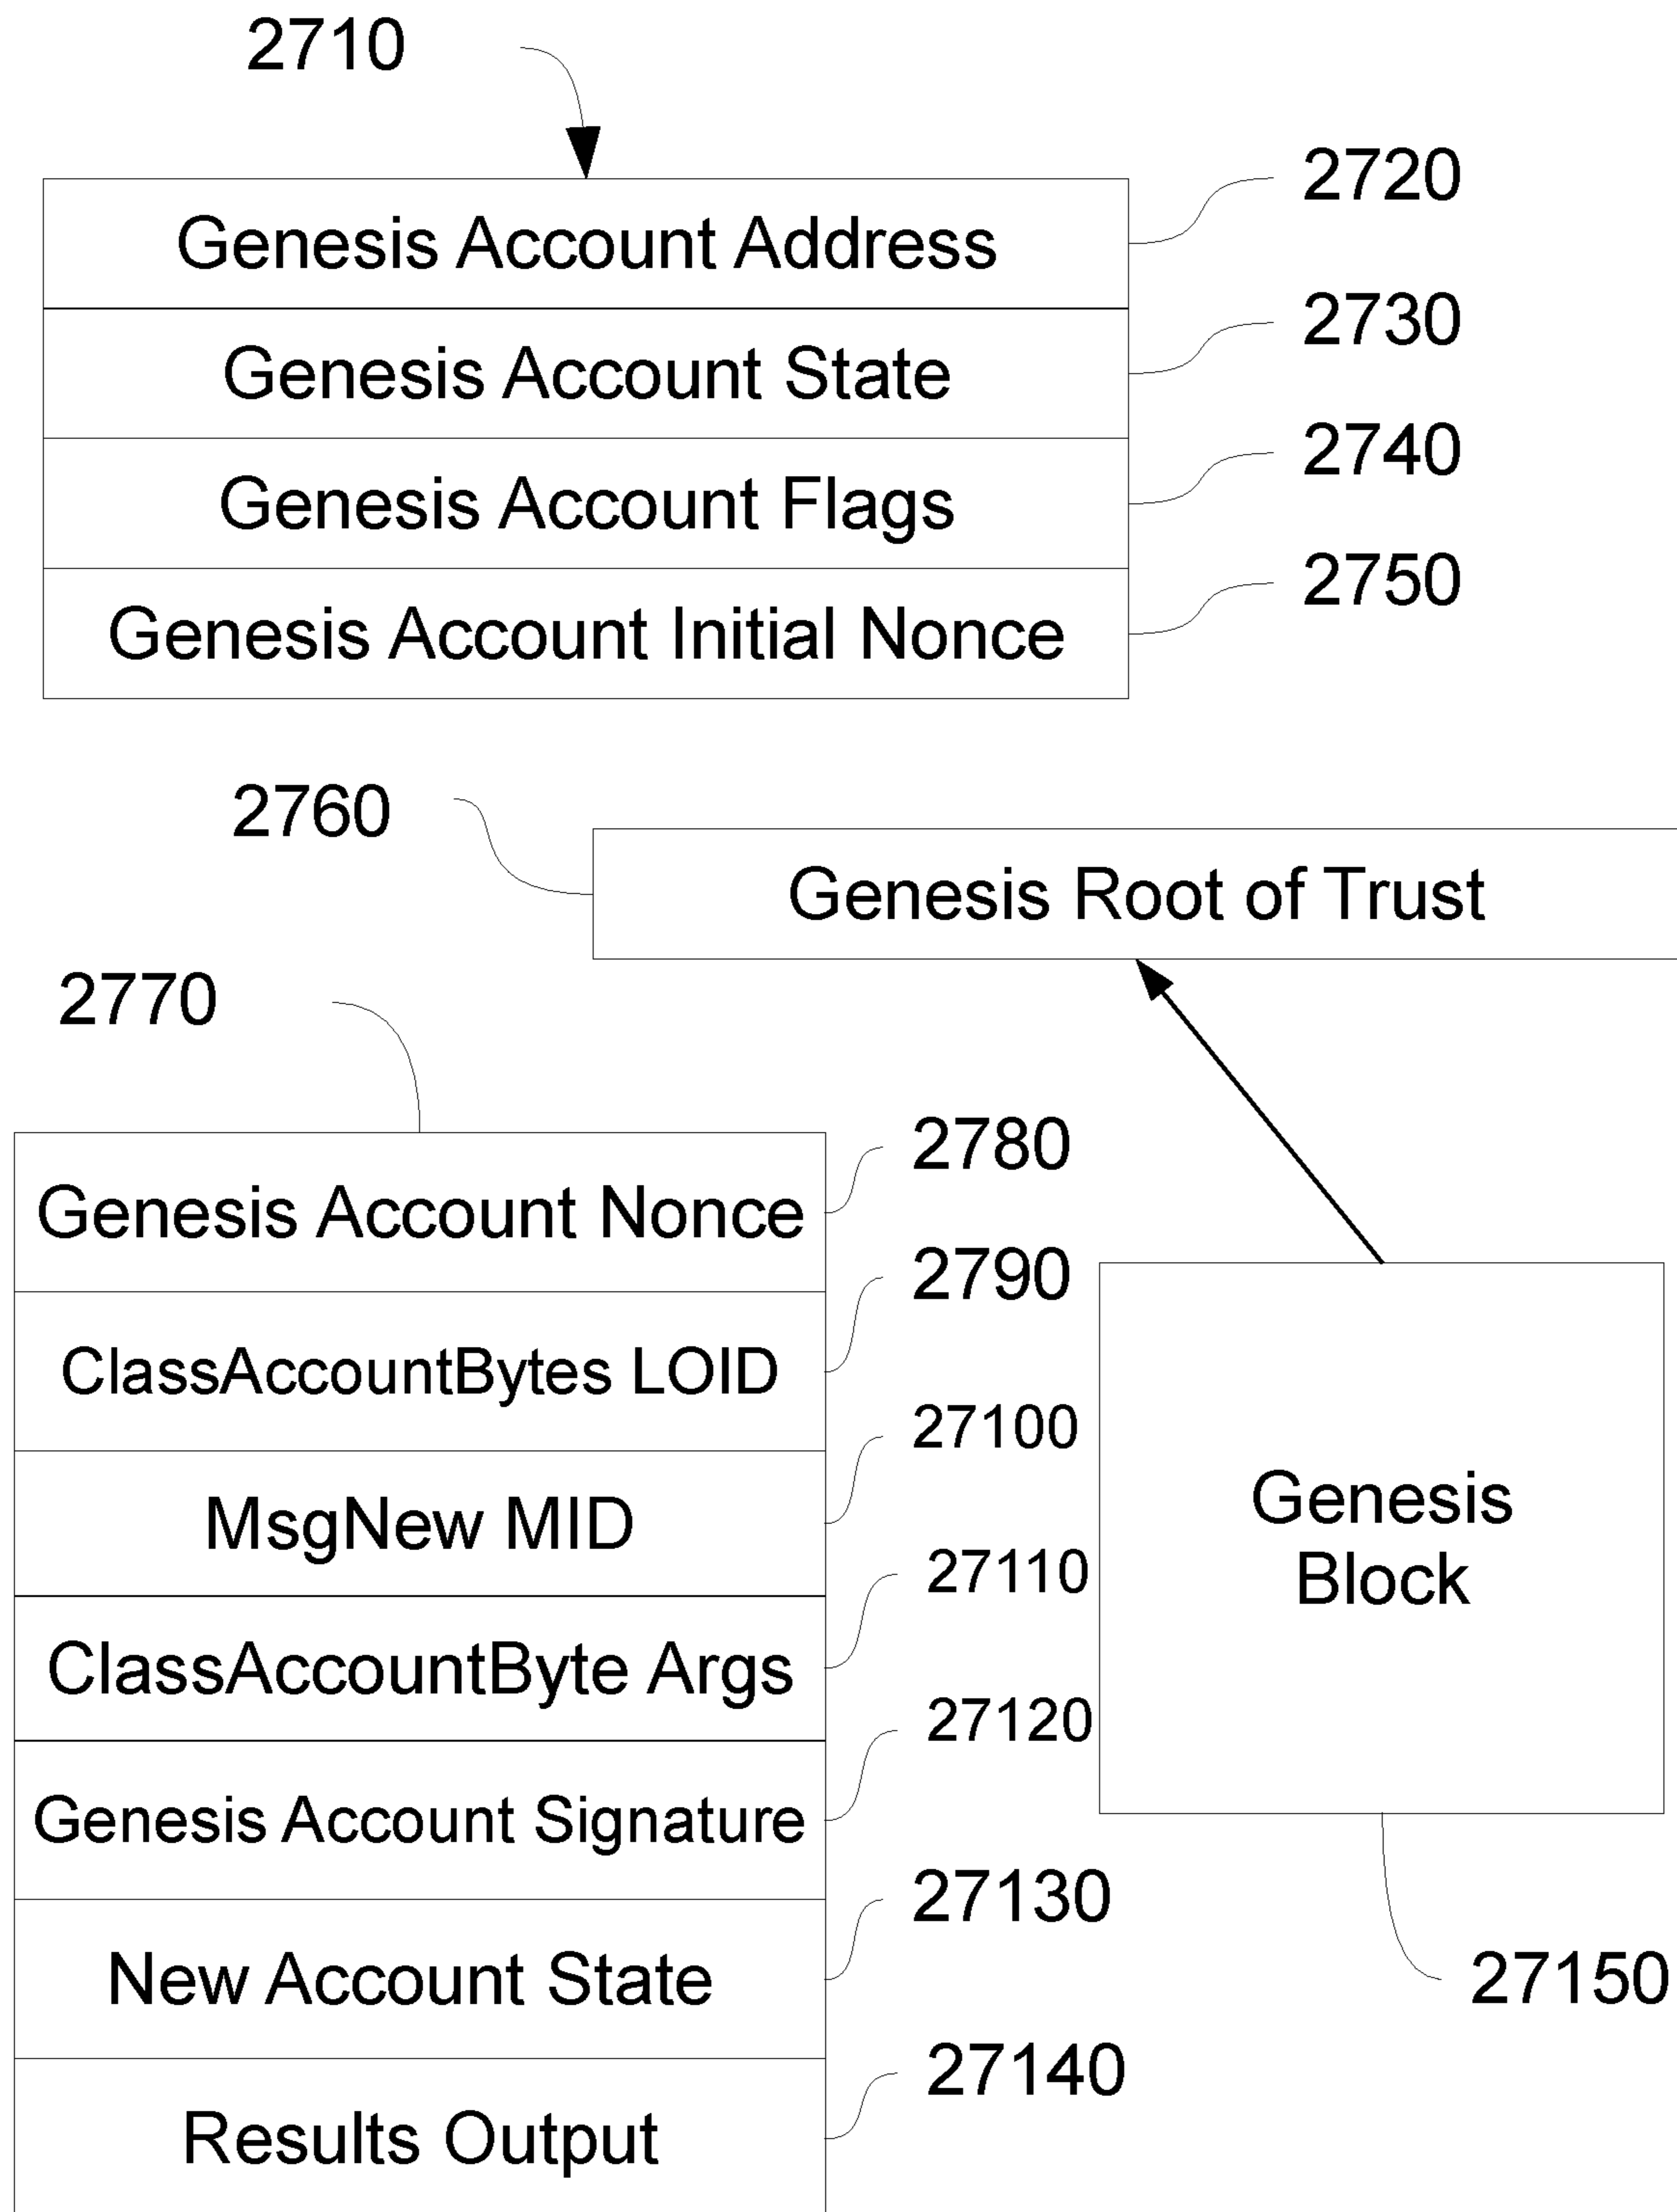 2710
2720
Genesis Account Address
2730
Genesis Account State
2740
Genesis Account Flags
2750
Genesis Account Initial Nonce
2760
Genesis Root of Trust
2770
2780
Genesis Account Nonce
2790
ClassAccountBytes LOID
27100
MsgNew MID
27110
ClassAccountByte Args
27120
Genesis Account Signature
27130
New Account State
27140
Results Output
Genesis
Block
27150